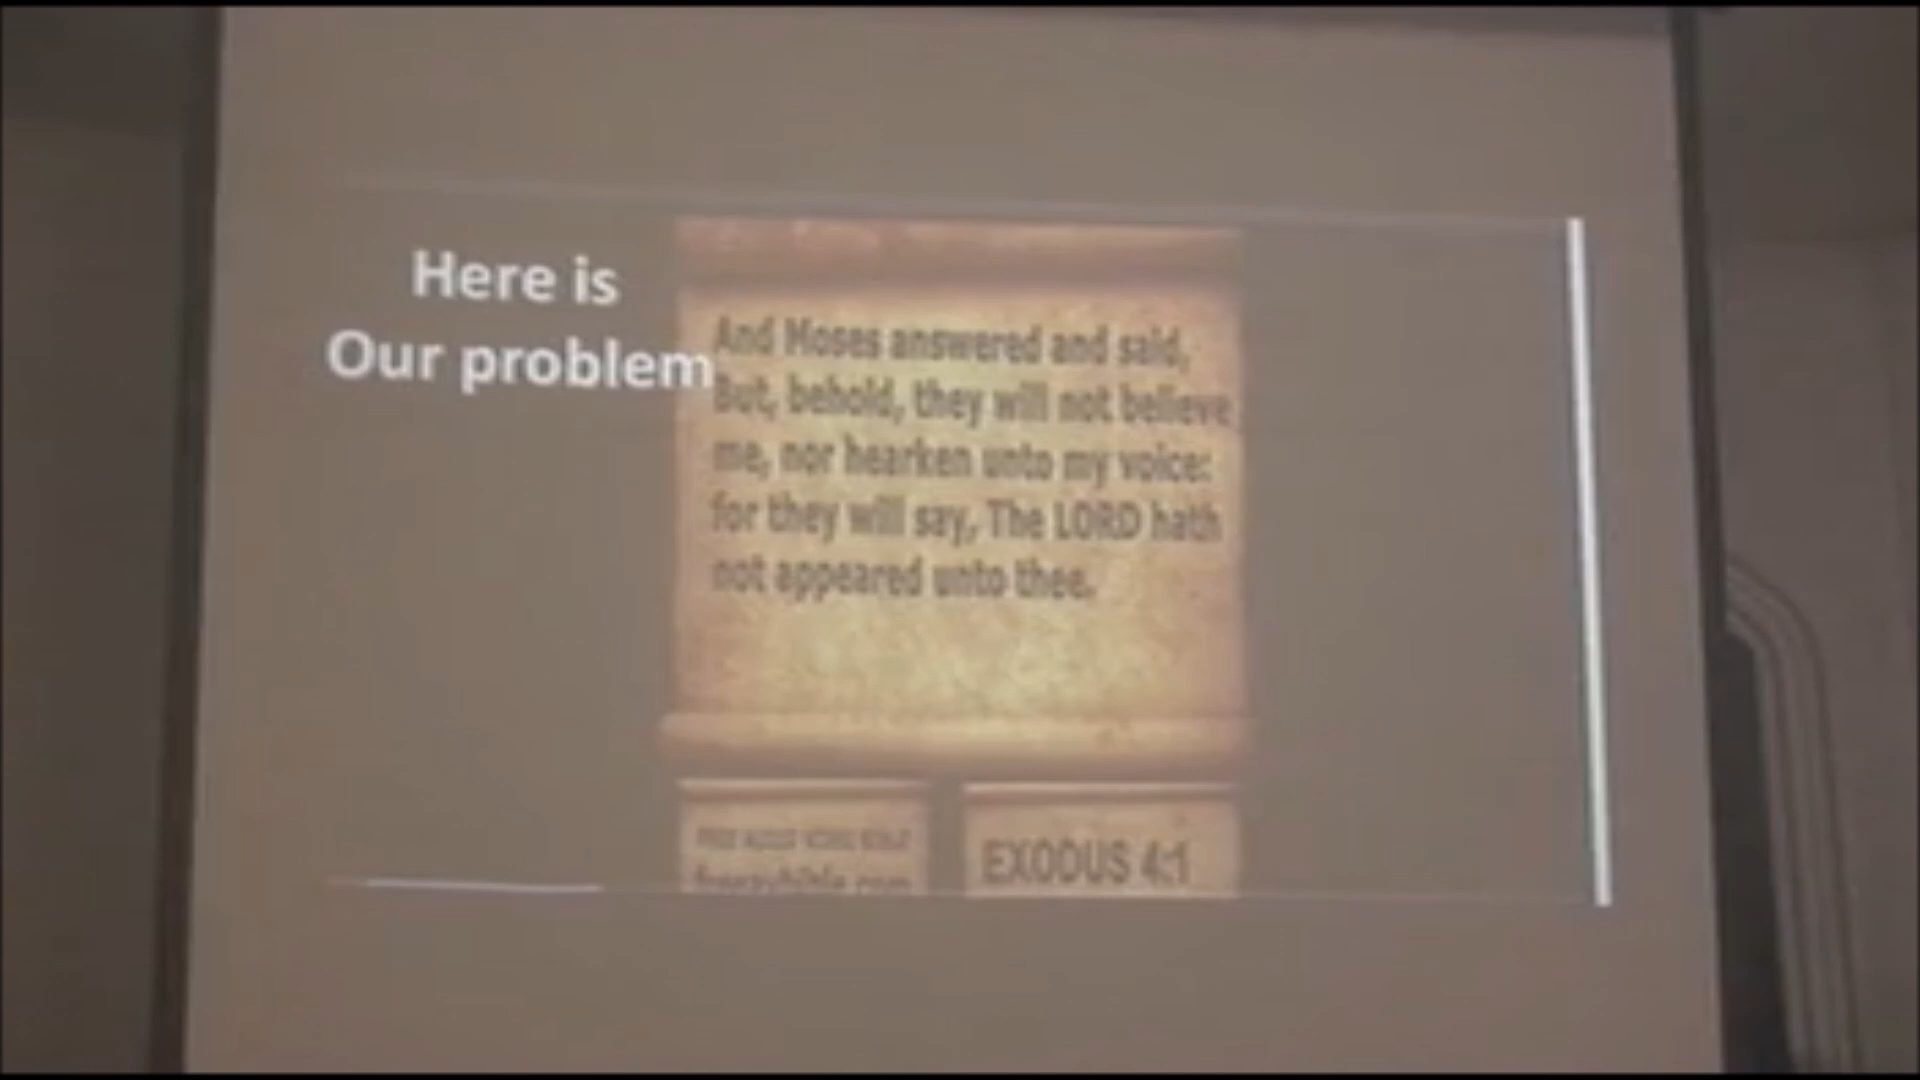 Here is
Our problem
And Moses answered and said,
But, behold, they will not believe
me, nor hearken unto my voice:
for they will say, The LORD hath
not appeared unto thee.
EXODUS 4:1